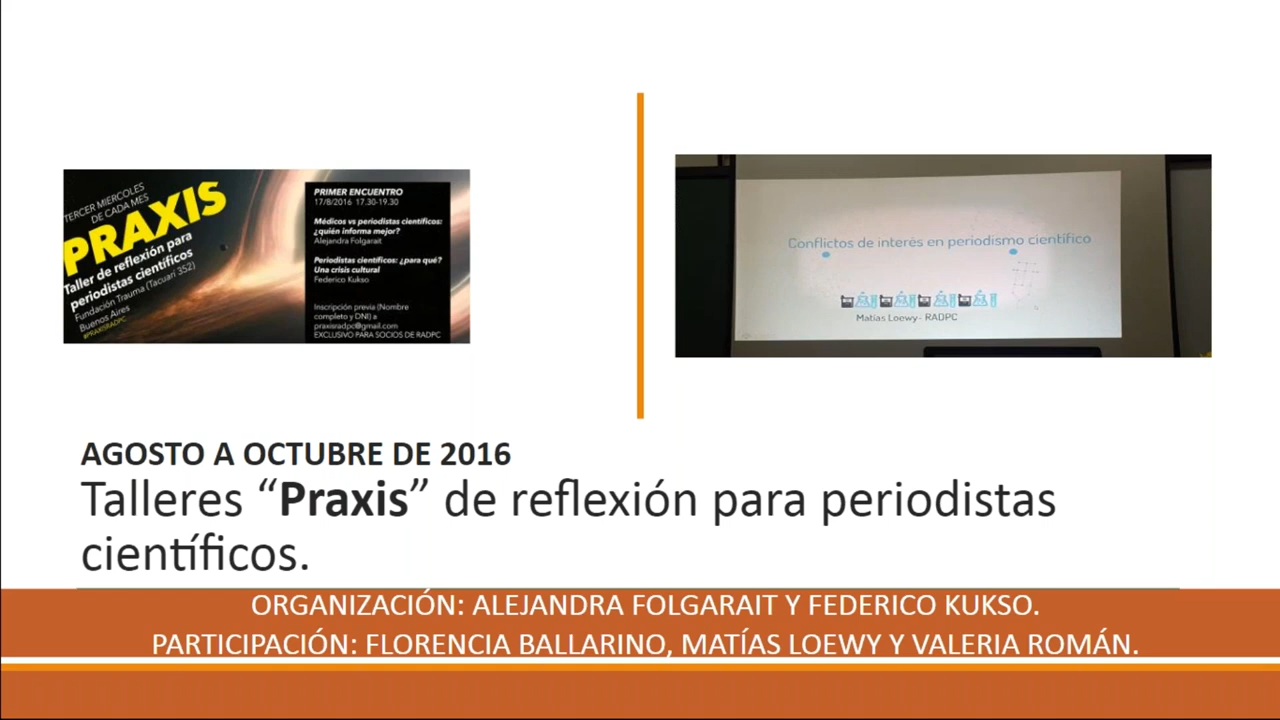 TERCER MIÉRCOLES
DE CADA MES
PRAXIS
Taller de reflexión para
periodistas científicos
Fundación Trauma (Tacuarí 352)
Buenos Aires
#PRAXISRADPC
PRIMER ENCUENTRO
17/8/2016 17.30-19.30
Médicos vs periodistas científicos:
¿quién informa mejor?
Alejandra Folgarait
Periodistas científicos: ¿para qué?
Una crisis cultural
Federico Kukso
Inscripción previa (Nombre
completo y DNI) a
praxisradpc@gmail.com
EXCLUSIVO PARA SOCIOS DE RADPC
Conflictos de interés en periodismo científico
Matías Loewy- RADPC
AGOSTO A OCTUBRE DE 2016
Talleres “Praxis” de reflexión para periodistas
científicos.
ORGANIZACIÓN: ALEJANDRA FOLGARAIT Y FEDERICO KUKSO.
PARTICIPACIÓN: FLORENCIA BALLARINO, MATÍAS LOEWY Y VALERIA ROMÁN.